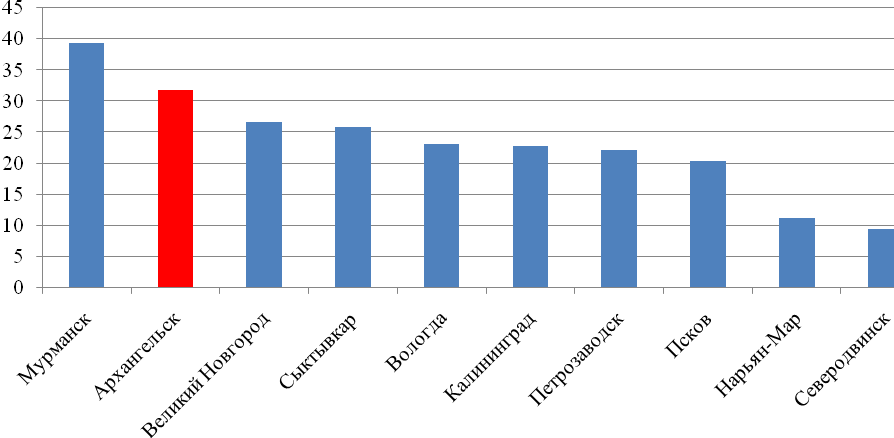 45
40
35
30
25
20
15
10
5
0
Мурманск
Архангельск
Великий Новгород
Сыктывкар
Вологда
Калининград
Петрозаводск
Псков
Нарьян-Мар
Северодвинск